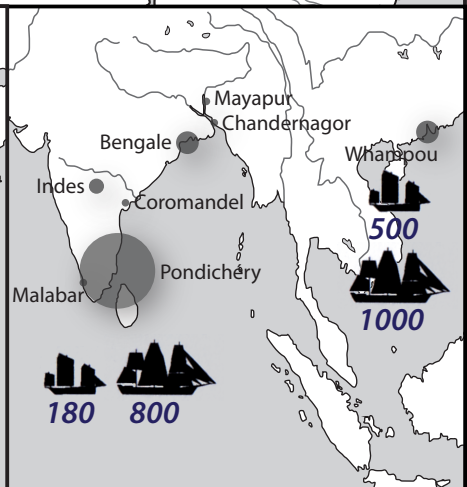 Mayapur
Chandernagor
Bengale
Whampou
Indes
Coromandel
500
Pondichery
Malabar
1000
180 800